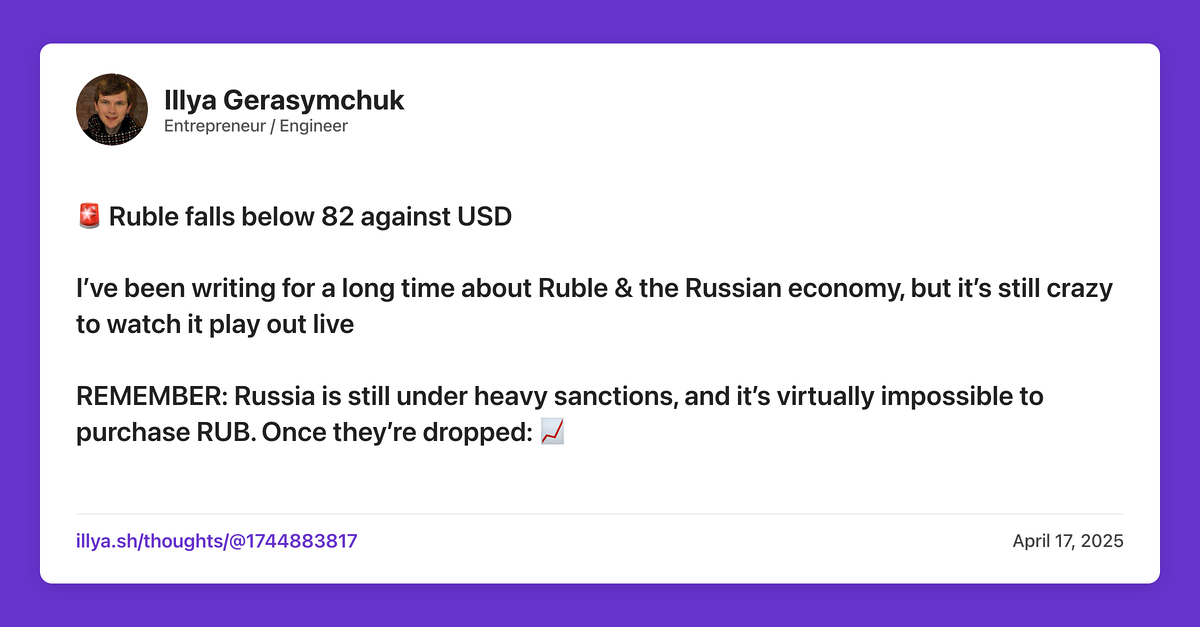 Illya Gerasymchuk
Entrepreneur / Engineer
🚨 Ruble falls below 82 against USD
I’ve been writing for a long time about Ruble & the Russian economy, but it’s still crazy
to watch it play out live
REMEMBER: Russia is still under heavy sanctions, and it’s virtually impossible to
purchase RUB. Once they’re dropped: 📈
illya.sh/thoughts/@1744883817
April 17, 2025